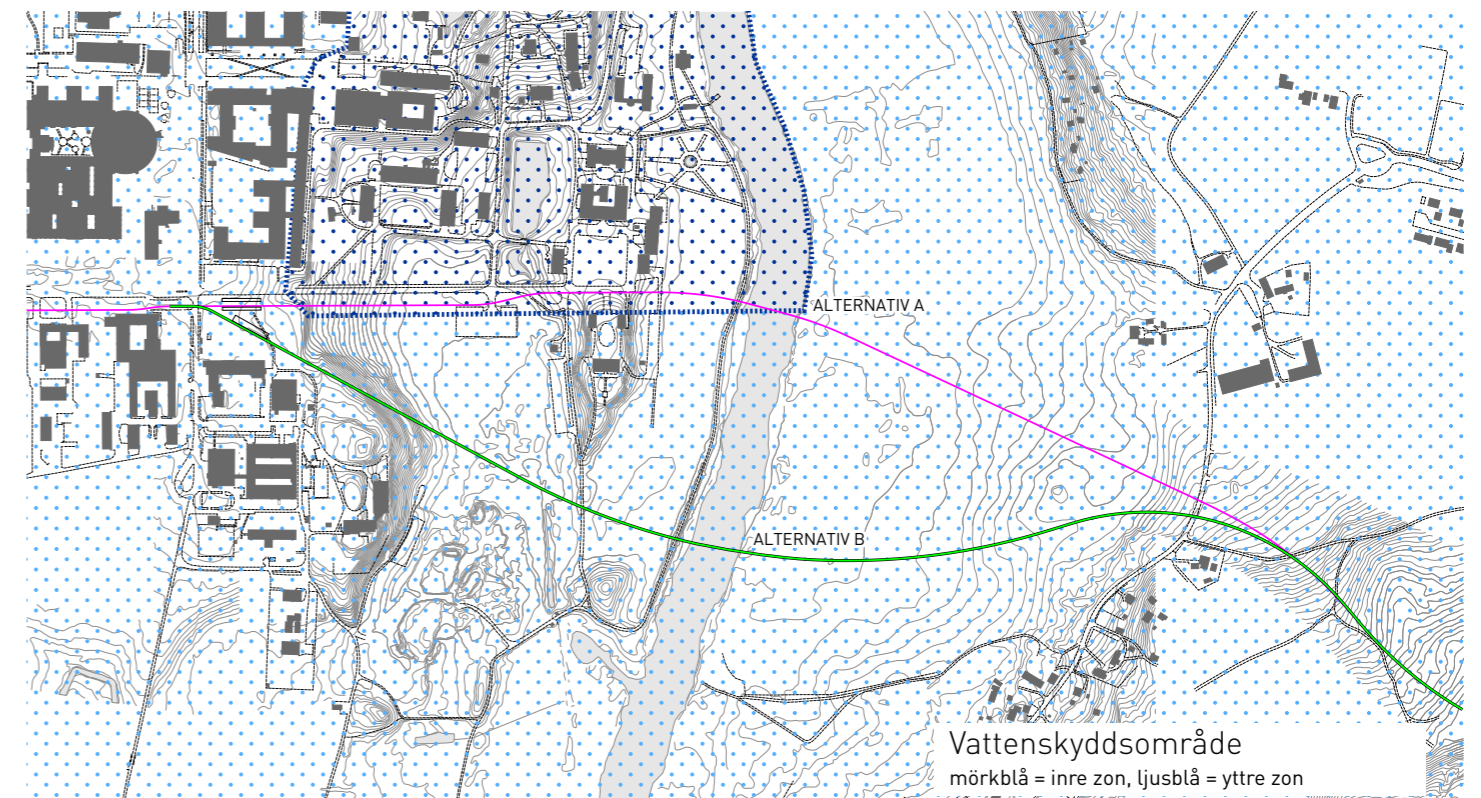 ALTERNATIV A
ALTERNATIV B
Vattenskyddsområde
mörkblå = inre zon, ljusblå = yttre zon